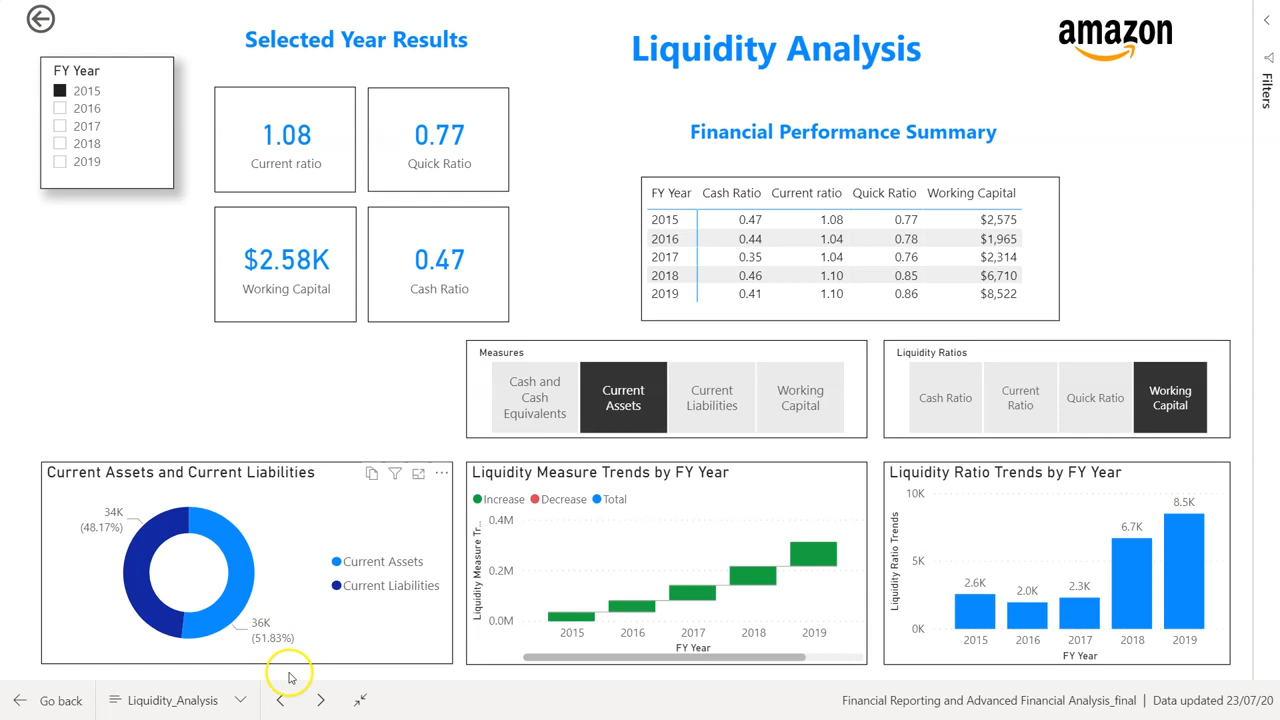 Selected Year Results
Liquidity Analysis
amazon
FY Year
2015
2016
2017
2018
2019
1.08
Current ratio
0.77
Quick Ratio
$2.58K
Working Capital
0.47
Cash Ratio
Financial Performance Summary
FY Year Cash Ratio Current ratio Quick Ratio Working Capital
2015 0.47 1.08 0.77 $2,575
2016 0.44 1.04 0.78 $1,965
2017 0.35 1.04 0.76 $2,314
2018 0.46 1.10 0.85 $6,710
2019 0.41 1.10 0.86 $8,522
Filters
Measures
Cash and
Cash
Equivalents
Current
Assets
Current
Liabilities
Working
Capital
Liquidity Ratios
Cash Ratio
Current
Ratio
Quick Ratio
Working
Capital
Current Assets and Current Liabilities
34K
(48.17%)
36K
(51.83%)
Current Assets
Current Liabilities
Liquidity Measure Trends by FY Year
Increase Decrease Total
Liquidity Measure Tr...
0.4M
0.2M
0.0M
2015 2016 2017 2018 2019
FY Year
Liquidity Ratio Trends by FY Year
Liquidity Ratio Trends
10K
5K
0K
2.6K
2.0K
2.3K
6.7K
8.5K
2015 2016 2017 2018 2019
FY Year
Go back
Liquidity_Analysis
Financial Reporting and Advanced Financial Analysis_final | Data updated 23/07/20